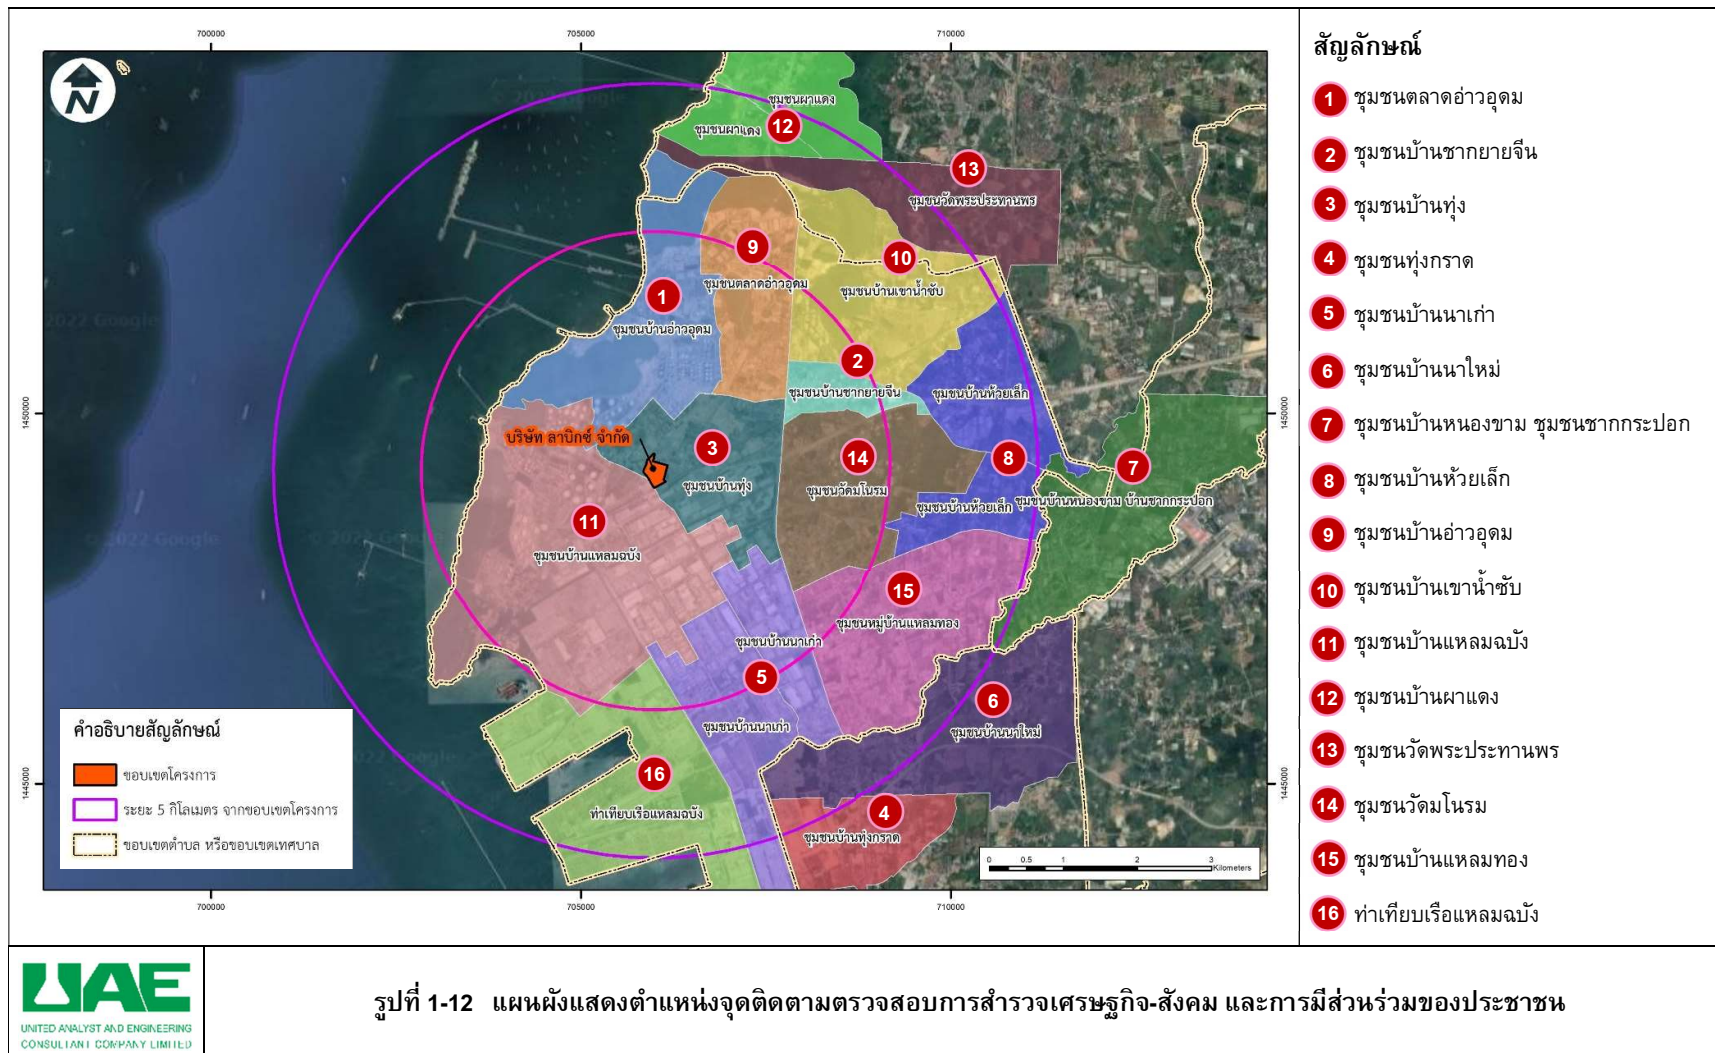 700000
705000
710000
N
ชุมชนผาแดง
12
ชุมชนผาแดง
13
ชุมชนวัดพระประทานพร
9
10
ชุมชนตลาดอ่าวอุดม
ชุมชนบ้านเขาน้ำซับ
1
ชุมชนบ้านอ่าวอุดม
2
ชุมชนบ้านชากยายจีน
ชุมชนบ้านห้วยเล็ก
1450000
1450000
บริษัท ลาบิกซ์ จำกัด
3
ชุมชนบ้านทุ่ง
14
ชุมชนวัดมโนรม
8
7
ชุมชนบ้านหนองขาม บ้านชากกระปอก
ชุมชนบ้านห้วยเล็ก
11
ชุมชนบ้านแหลมฉบัง
2022 Google
© 2022 Google
© 2022 Google
2022 Google
15
ชุมชนหมู่บ้านแหลมทอง
ชุมชนบ้านนาเก่า
5
ชุมชนบ้านนาเก่า
6
ชุมชนบ้านนาใหม่
16
ท่าเทียบเรือแหลมฉบัง
4
ชุมชนบ้านทุ่งกราด
1445000
1445000
คำอธิบายสัญลักษณ์
ขอบเขตโครงการ
ระยะ 5 กิโลเมตร จากขอบเขตโครงการ
ขอบเขตตำบล หรือขอบเขตเทศบาล
0 0.5 1 2 3
Kilometers
700000
705000
710000
สัญลักษณ์
1 ชุมชนตลาดอ่าวอุดม
2 ชุมชนบ้านชากยายจีน
3 ชุมชนบ้านทุ่ง
4 ชุมชนทุ่งกราด
5 ชุมชนบ้านนาเก่า
6 ชุมชนบ้านนาใหม่
7 ชุมชนบ้านหนองขาม ชุมชนชากกระปอก
8 ชุมชนบ้านห้วยเล็ก
9 ชุมชนบ้านอ่าวอุดม
10 ชุมชนบ้านเขาน้ำซับ
11 ชุมชนบ้านแหลมฉบัง
12 ชุมชนบ้านผาแดง
13 ชุมชนวัดพระประทานพร
14 ชุมชนวัดมโนรม
15 ชุมชนบ้านแหลมทอง
16 ท่าเทียบเรือแหลมฉบัง
UAE
UNITED ANALYST AND ENGINEERING
CONSULTANT COMPANY LIMITED
รูปที่ 1-12 แผนผังแสดงตำแหน่งจุดติดตามตรวจสอบการสำรวจเศรษฐกิจ-สังคม และการมีส่วนร่วมของประชาชน